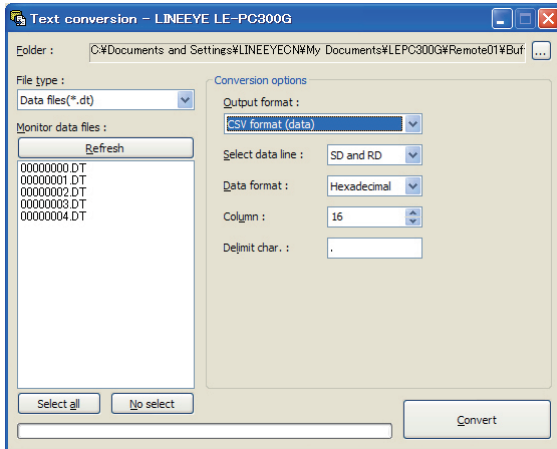 Text conversion - LINEEYE LE-PC300G
Folder : C:¥Documents and Settings¥LINEEYECN¥My Documents¥LEPC300G¥Remote01¥Buf ...
File type :
Data files(*.dt)
Monitor data files :
Refresh
00000000.DT
00000001.DT
00000002.DT
00000003.DT
00000004.DT
Select all No select
Conversion options
Output format :
CSV format (data)
Select data line : SD and RD
Data format : Hexadecimal
Column : 16
Delimit char. : ,
Convert